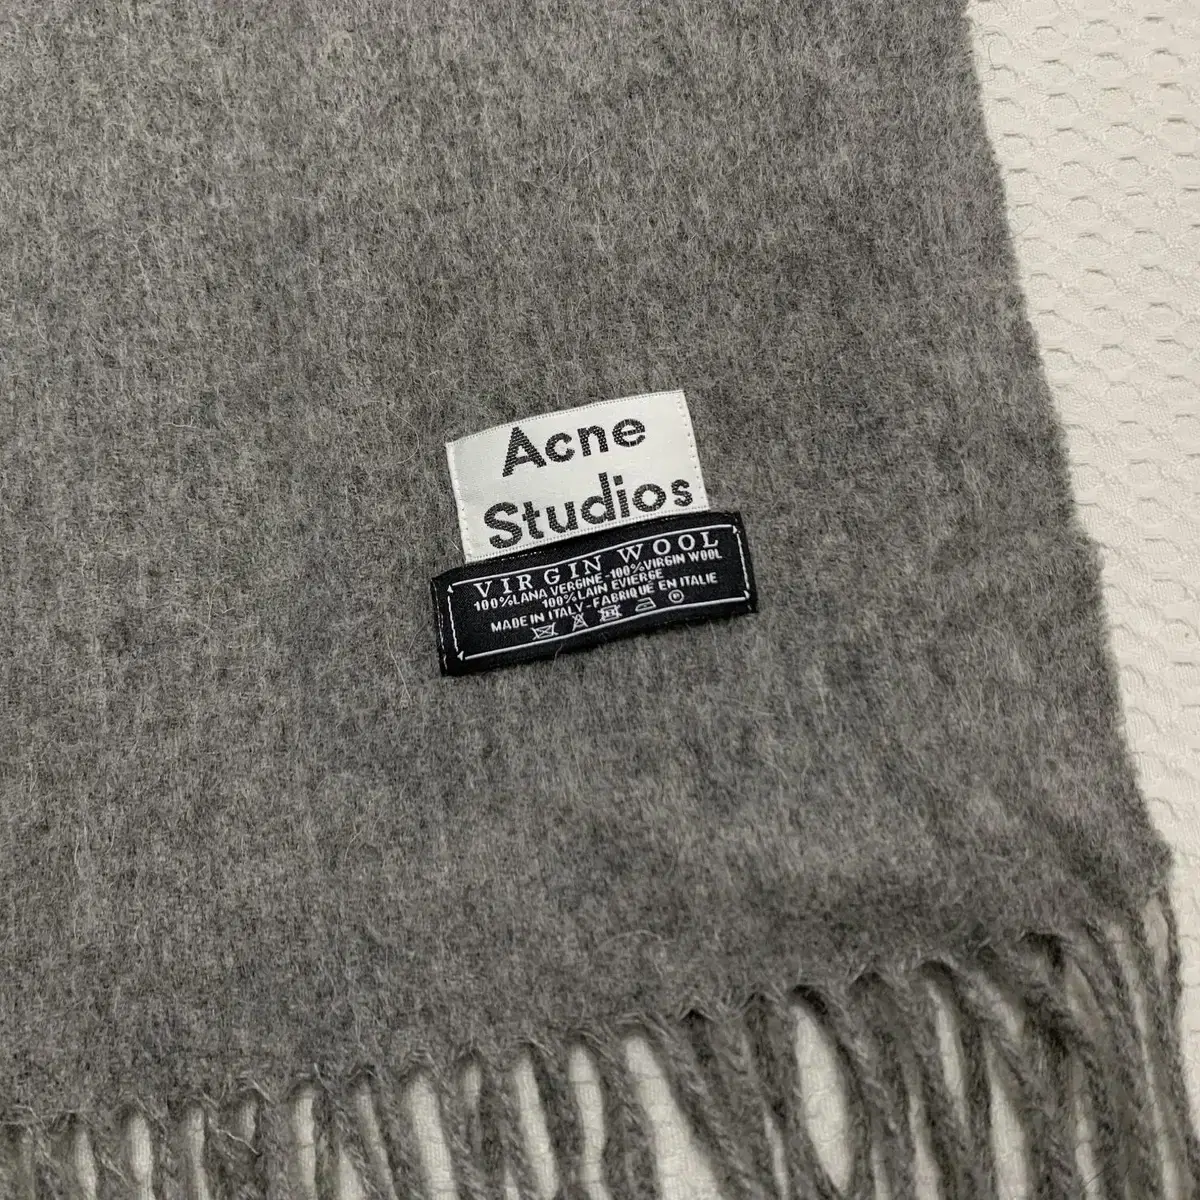 Acne
Studios
VIRGIN WOOL
100%LANA VERGINE-100%VIRGIN WOOL
100%LAIN EVIERGE
MADE IN ITALY-FABRIQUE EN ITALIE